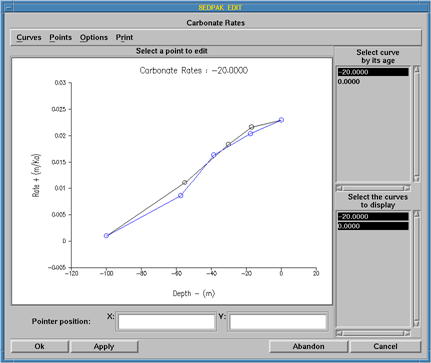 SEDPAK EDIT
Carbonate Rates
Curves Points Options Print
Select a point to edit
Carbonate Rates : -20.0000
0.03
0.025
0.02
0.015
0.01
0.005
0
-0.005
-120 -100 -80 -60 -40 -20 0 20
Rate + (m/Ka)
Depth - (m)
Select curve
by its age
-20.0000
0.0000
Select the curves
to display
-20.0000
0.0000
Pointer position: X: Y:
Ok Apply Abandon Cancel